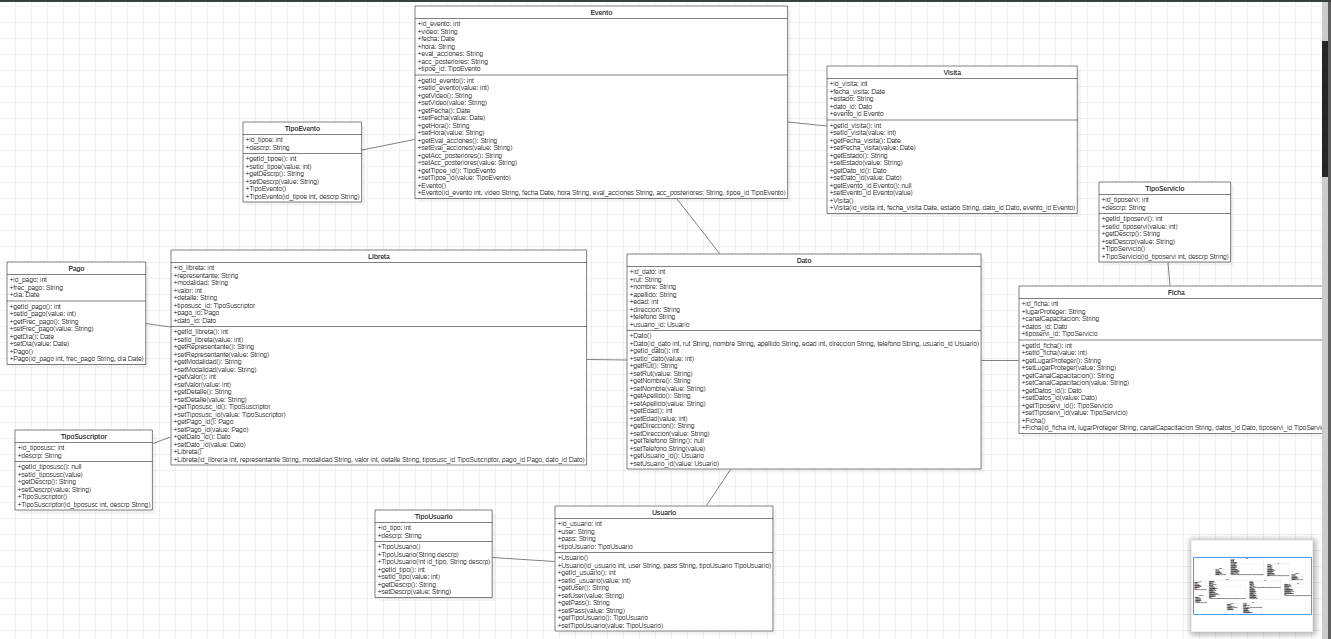 Evento
+id_evento: int
+video: String
+fecha: Date
+hora: String
+eval_acciones: String
+acc_posteriores: String
+tipoe_id: TipoEvento
+getId_evento(): int
+setId_evento(value: int)
+getVideo(): String
+setVideo(value: String)
+getFecha(): Date
+setFecha(value: Date)
+getHora(): String
+setHora(value: String)
+getEval_acciones(): String
+setEval_acciones(value: String)
+getAcc_posteriores(): String
+setAcc_posteriores(value: String)
+getTipoe_id(): TipoEvento
+setTipoe_id(value: TipoEvento)
+Evento()
+Evento(id_evento int, video String, fecha Date, hora String, eval_acciones String, acc_posteriores: String, tipoe_id TipoEvento)
Visita
+id_visita: int
+fecha_visita: Date
+estado: String
+dato_id: Dato
+evento_id Evento
+getId_visita(): int
+setId_visita(value: int)
+getFecha_visita(): Date
+setFecha_visita(value: Date)
+getEstado(): String
+setEstado(value: String)
+getDato_id(): Dato
+setDato_id(value: Dato)
+getEvento_id Evento(): null
+setEvento_id Evento(value)
+Visita()
+Visita(id_visita int, fecha_visita Date, estado String, dato_id Dato, evento_id Evento)
TipoEvento
+id_tipoe: int
+descrp: String
+getId_tipoe(): int
+setId_tipoe(value: int)
+getDescrp(): String
+setDescrp(value: String)
+TipoEvento()
+TipoEvento(id_tipoe int, descrp String)
TipoServicio
+id_tiposervi: int
+descrp: String
+getId_tiposervi(): int
+setId_tiposervi(value: int)
+getDescrp(): String
+setDescrp(value: String)
+TipoServicio()
+TipoServicio(id_tiposervi int, descrp String)
Libreta
+id_libreta: int
+representante: String
+modalidad: String
+valor: int
+detalle: String
+tiposusc_id: TipoSuscriptor
+pago_id: Pago
+dato_id: Dato
+getId_libreta(): int
+setId_libreta(value: int)
+getRepresentante(): String
+setRepresentante(value: String)
+getModalidad(): String
+setModalidad(value: String)
+getValor(): int
+setValor(value: int)
+getDetalle(): String
+setDetalle(value: String)
+getTiposusc_id(): TipoSuscriptor
+setTiposusc_id(value: TipoSuscriptor)
+getPago_id(): Pago
+setPago_id(value: Pago)
+getDato_id(): Dato
+setDato_id(value: Dato)
+Libreta()
+Libreta(id_libreria int, representante String, modalidad String, valor int, detalle String, tiposusc_id TipoSuscriptor, pago_id Pago, dato_id Dato)
Dato
+id_dato: int
+rut: String
+nombre: String
+apellido: String
+edad: int
+direccion: String
+telefono String
+usuario_id: Usuario
+Dato()
+Dato(id_dato int, rut String, nombre String, apellido String, edad int, direccion String, telefono String, usuario_id Usuario)
+getId_dato(): int
+setId_dato(value: int)
+getRut(): String
+setRut(value: String)
+getNombre(): String
+setNombre(value: String)
+getApellido(): String
+setApellido(value: String)
+getEdad(): int
+setEdad(value: int)
+getDireccion(): String
+setDireccion(value: String)
+getTelefono String(): null
+setTelefono String(value)
+getUsuario_id(): Usuario
+setUsuario_id(value: Usuario)
Pago
+id_pago: int
+frec_pago: String
+dia: Date
+getId_pago(): int
+setId_pago(value: int)
+getFrec_pago(): String
+setFrec_pago(value: String)
+getDia(): Date
+setDia(value: Date)
+Pago()
+Pago(id_pago int, frec_pago String, dia Date)
Ficha
+id_ficha: int
+lugarProteger: String
+canalCapacitacion: String
+datos_id: Dato
+tiposervi_id: TipoServicio
+getId_ficha(): int
+setId_ficha(value: int)
+getLugarProteger(): String
+setLugarProteger(value: String)
+getCanalCapacitacion(): String
+setCanalCapacitacion(value: String)
+getDatos_id(): Dato
+setDatos_id(value: Dato)
+getTiposervi_id(): TipoServicio
+setTiposervi_id(value: TipoServicio)
+Ficha()
+Ficha(id_ficha int, lugarProteger String, canalCapacitacion String, datos_id Dato, tiposervi_id
TipoSuscriptor
+id_tiposusc: int
+descrp: String
+getId_tiposusc(): null
+setId_tiposusc(value)
+getDescrp(): String
+setDescrp(value: String)
+TipoSuscriptor()
+TipoSuscriptor(id_tiposusc int, descrp String)
TipoUsuario
+id_tipo: int
+descrp: String
+TipoUsuario()
+TipoUsuario(String descrp)
+TipoUsuario(int id_tipo, String descrp)
+getId_tipo(): int
+setId_tipo(value: int)
+getDescrp(): String
+setDescrp(value: String)
Usuario
+id_usuario: int
+user: String
+pass: String
+tipoUsuario: TipoUsuario
+Usuario()
+Usuario(id_usuario int, user String, pass String, tipoUsuario TipoUsuario)
+getId_usuario(): int
+setId_usuario(value: int)
+getUser(): String
+setUser(value: String)
+getPass(): String
+setPass(value: String)
+getTipoUsuario(): TipoUsuario
+setTipoUsuario(value: TipoUsuario)